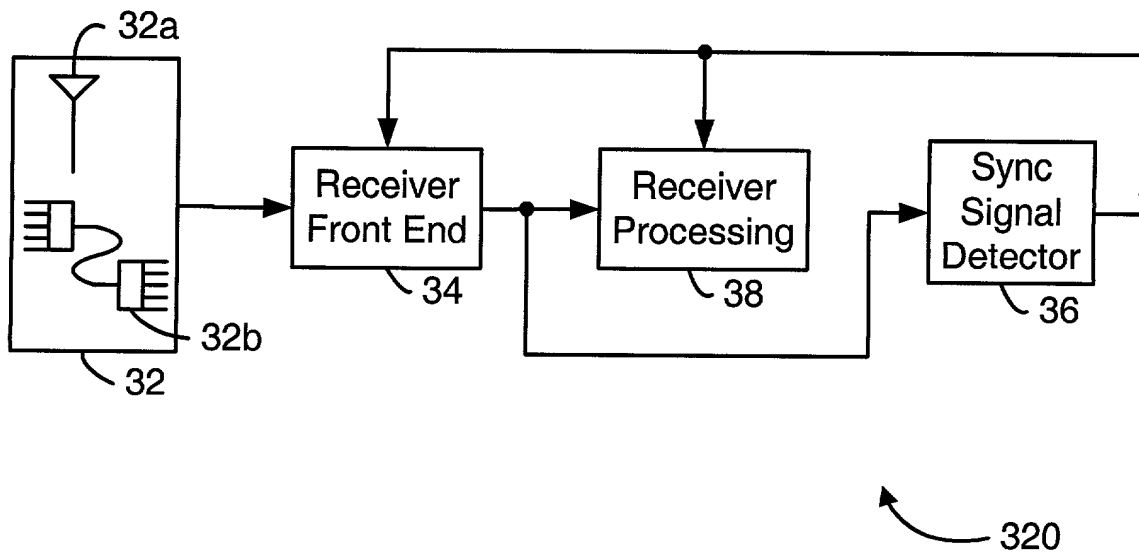 32a
Receiver
Front End
34
Receiver
Processing
38
Sync
Signal
Detector
36
32b
32
320